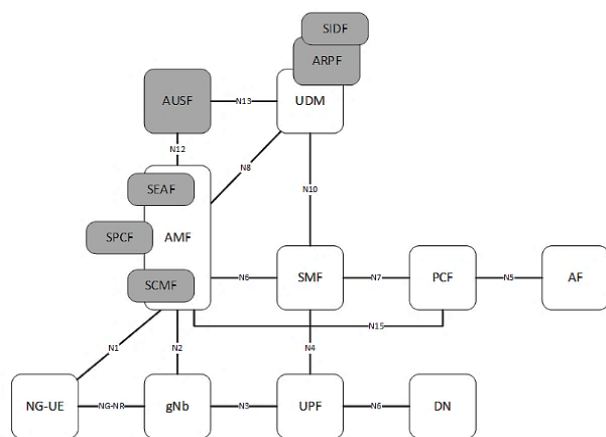 SIDF
ARPF
AUSF
N13
UDM
N12
N8
SEAF
N10
SPCF
AMF
N6
SMF
N7
PCF
N5
AF
SCMF
N15
N1
N2
N4
NG-UE
NG-NR
gNb
N3
UPF
N6
DN